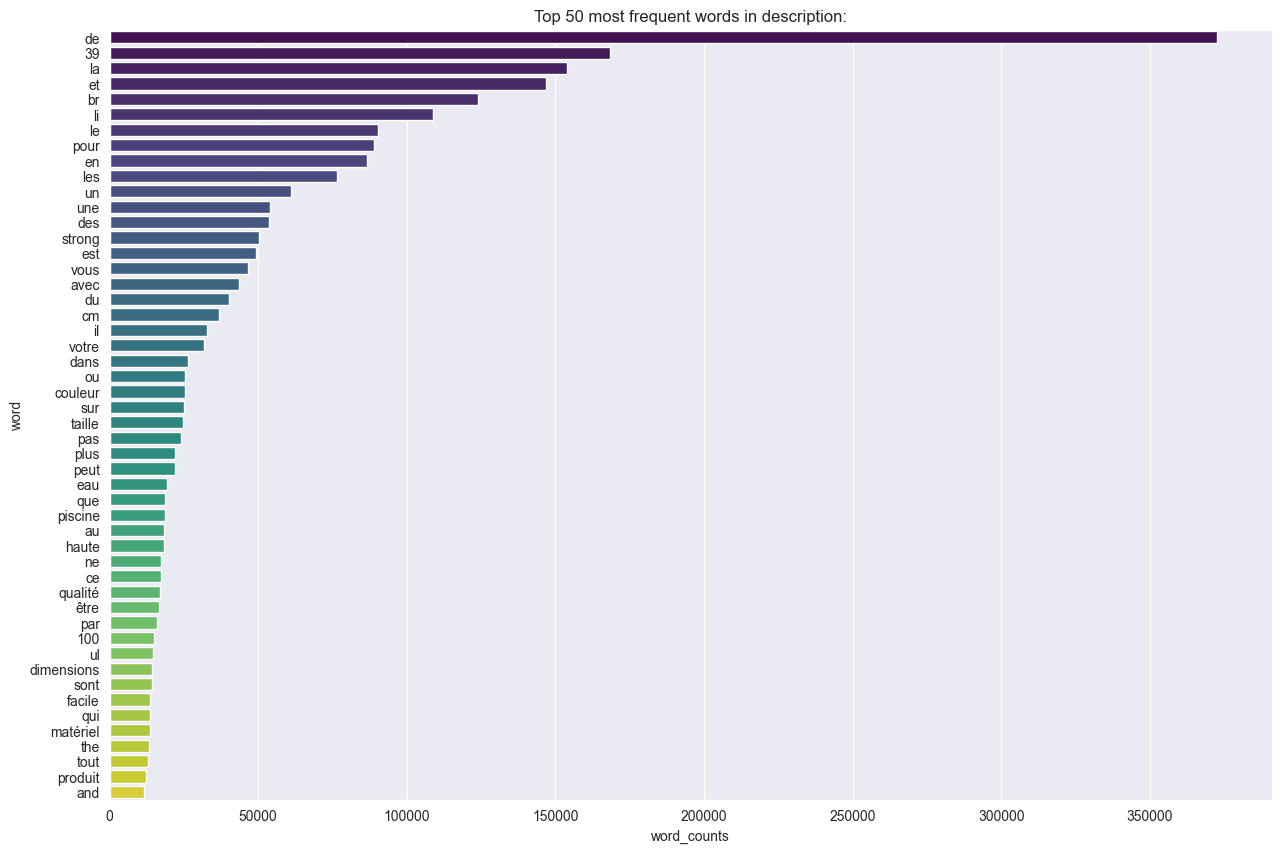 Top 50 most frequent words in description:
word
de
39
la
et
br
li
le
pour
en
les
un
une
des
strong
est
vous
avec
du
cm
il
votre
dans
ou
couleur
sur
taille
pas
plus
peut
eau
que
piscine
au
haute
ne
ce
qualité
être
par
100
ul
dimensions
sont
facile
qui
matériel
the
tout
produit
and
0 50000 100000 150000 200000 250000 300000 350000
word_counts